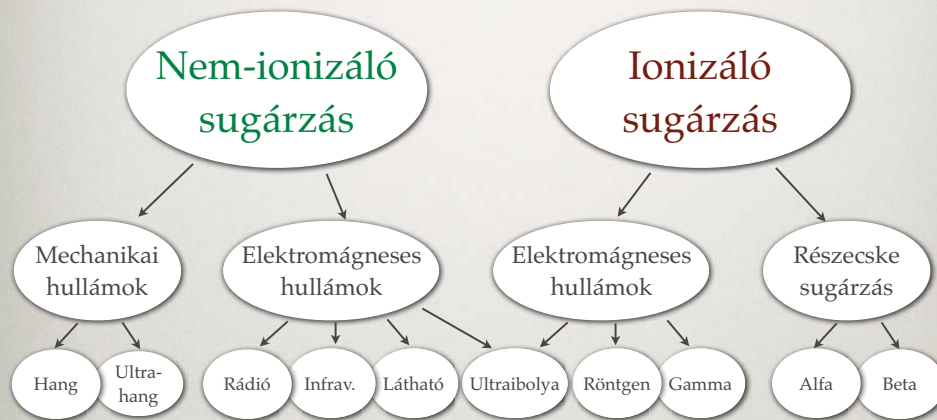 Nem-ionizáló
sugárzás
Ionizáló
sugárzás
Mechanikai
hullámok
Elektromágneses
hullámok
Elektromágneses
hullámok
Részecske
sugárzás
Hang
Ultra-
hang
Rádió
Infrav.
Látható
Ultraibolya
Röntgen
Gamma
Alfa
Beta